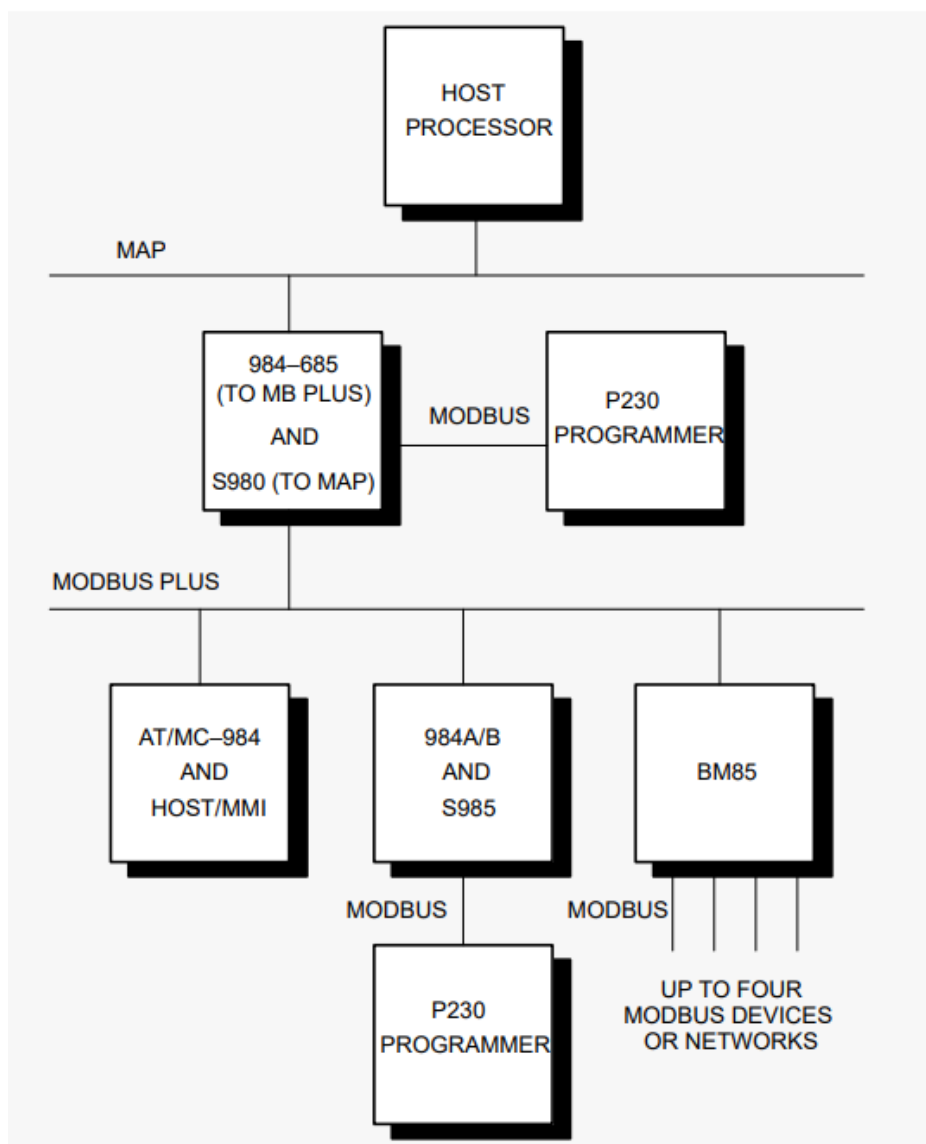 HOST
PROCESSOR
MAP
984–685
(TO MB PLUS)
AND
S980 (TO MAP)
MODBUS
P230
PROGRAMMER
MODBUS PLUS
AT/MC–984
AND
HOST/MMI
984A/B
AND
S985
BM85
MODBUS
MODBUS
P230
PROGRAMMER
UP TO FOUR
MODBUS DEVICES
OR NETWORKS